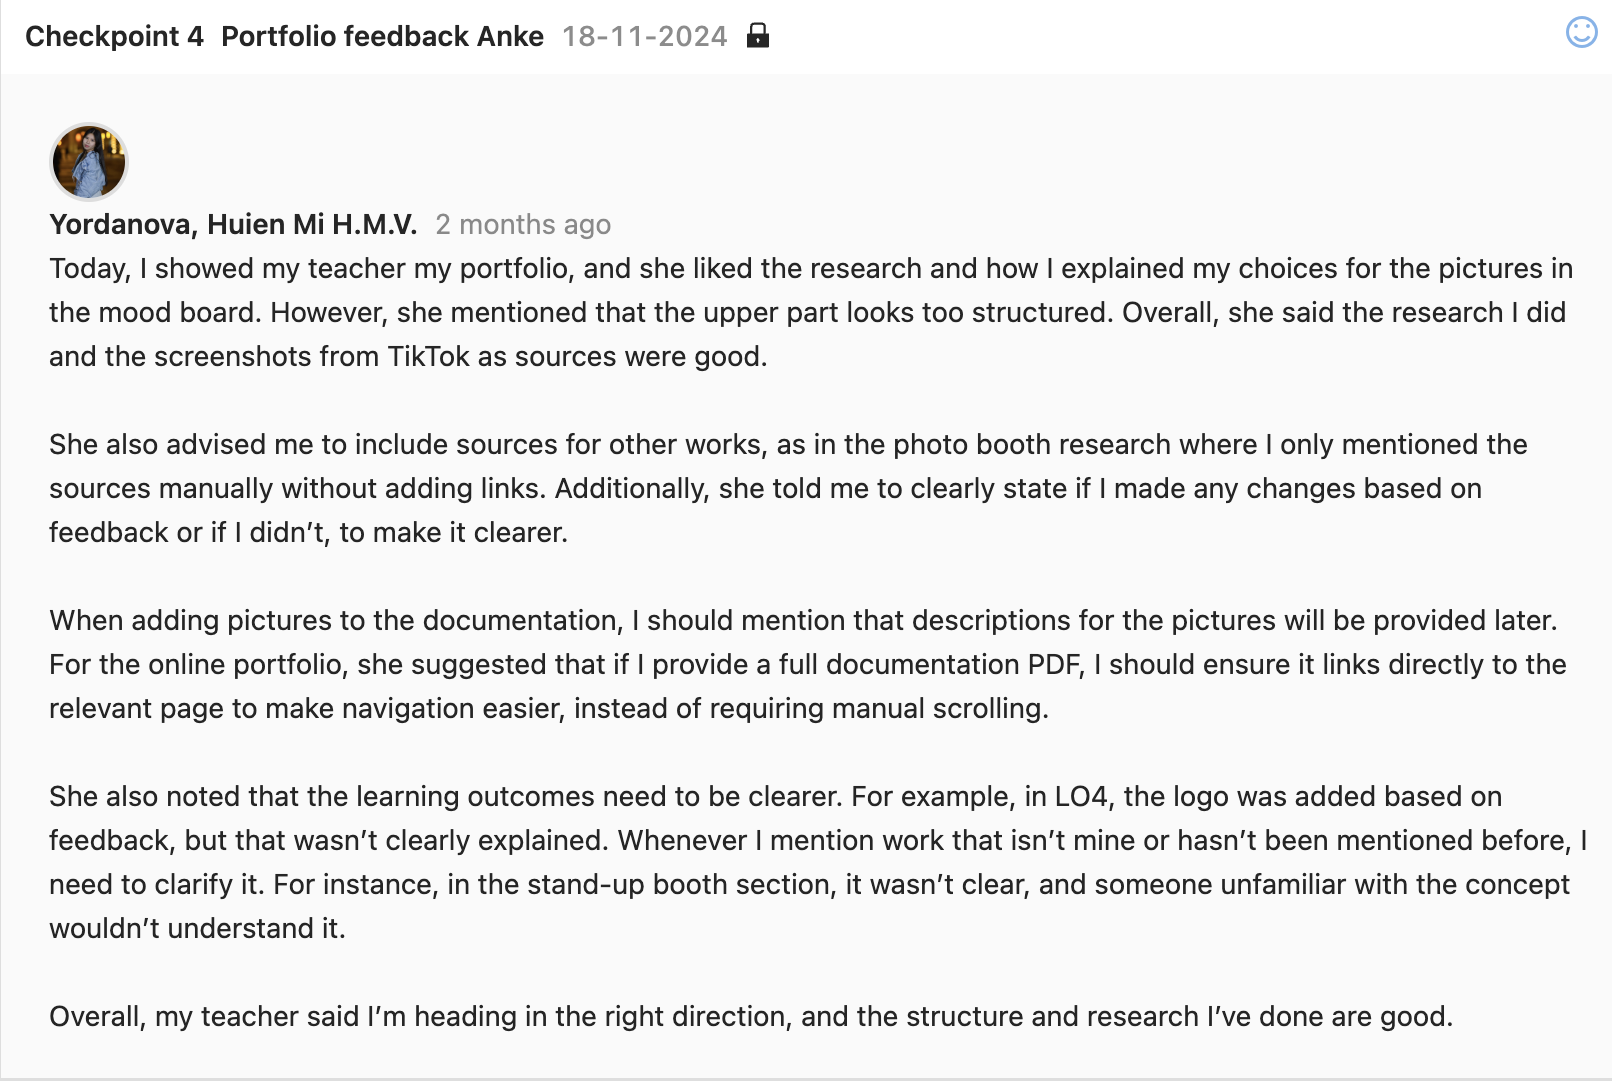 Checkpoint 4 Portfolio feedback Anke 18-11-2024
Yordanova, Huien Mi H.M.V. 2 months ago
Today, I showed my teacher my portfolio, and she liked the research and how I explained my choices for the pictures in
the mood board. However, she mentioned that the upper part looks too structured. Overall, she said the research I did
and the screenshots from TikTok as sources were good.
She also advised me to include sources for other works, as in the photo booth research where I only mentioned the
sources manually without adding links. Additionally, she told me to clearly state if I made any changes based on
feedback or if I didn’t, to make it clearer.
When adding pictures to the documentation, I should mention that descriptions for the pictures will be provided later.
For the online portfolio, she suggested that if I provide a full documentation PDF, I should ensure it links directly to the
relevant page to make navigation easier, instead of requiring manual scrolling.
She also noted that the learning outcomes need to be clearer. For example, in LO4, the logo was added based on
feedback, but that wasn’t clearly explained. Whenever I mention work that isn’t mine or hasn’t been mentioned before, I
need to clarify it. For instance, in the stand-up booth section, it wasn’t clear, and someone unfamiliar with the concept
wouldn’t understand it.
Overall, my teacher said I’m heading in the right direction, and the structure and research I’ve done are good.